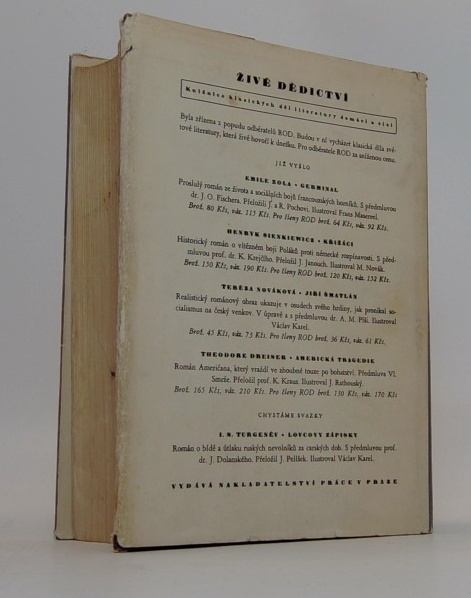 ŽIVÉ DĚDICTVÍ
Knižnice klasických děl literatury domácí a cizí
Byla zřízena z popudu odběratelů ROD. Budou v ní vycházet klasická díla svě-
tové literatury, která živě hovoří k dnešku. Pro odběratele ROD za sníženou cenu.
JIŽ VYŠLO
EMILE ZOLA • GERMINAL
Proslulý román ze života a sociálních bojů francouzských horníků. S předmluvou
dr. J. O. Fischera. Přeložili J. a R. Pochovi. Ilustroval Frans Masereel.
Brož. 80 Kčs, váz. 115 Kčs. Pro členy ROD brož. 64 Kčs, váz. 92 Kčs.
HENRYK SIENKIEWICZ • KŘIŽÁCI
Historický román o vítězném boji Poláků proti německé rozpínavosti. S před-
mluvou prof. dr. K. Krejčího. Přeložil J. Janouch. Ilustroval M. Novák.
Brož. 150 Kčs, váz. 190 Kčs. Pro členy ROD brož. 120 Kčs, váz. 152 Kčs.
TERÉZA NOVÁKOVÁ • JIŘÍ ŠMATLÁN
Realistický románový obraz ukazuje v osudech svého hrdiny, jak pronikal so-
cialismus na český venkov. V úpravě a s předmluvou dr. A. M. Píši. Ilustroval
Václav Karel.
Brož. 45 Kčs, váz. 73 Kčs. Pro členy ROD brož. 36 Kčs, váz. 61 Kčs.
THEODORE DREISER • AMERICKÁ TRAGEDIE
Román Američana, který vraždí ve zhoubné touze po bohatství. Předmluva Vl.
Smrže. Přeložil prof. K. Kraus. Ilustroval J. Rathouský.
Brož. 165 Kčs, váz. 210 Kčs. Pro členy ROD brož. 130 Kčs, váz. 170 Kčs
CHYSTÁME SVAZKY
I. S. TURGENĚV • LOVCOVY ZÁPISKY
Román o bídě a útlaku ruských nevolníků za carských dob. S předmluvou prof.
dr. J. Dolanského. Přeložil J. Pelíšek. Ilustroval Václav Karel.
VYDÁVÁ NAKLADATELSTVÍ PRÁCE V PRAZE